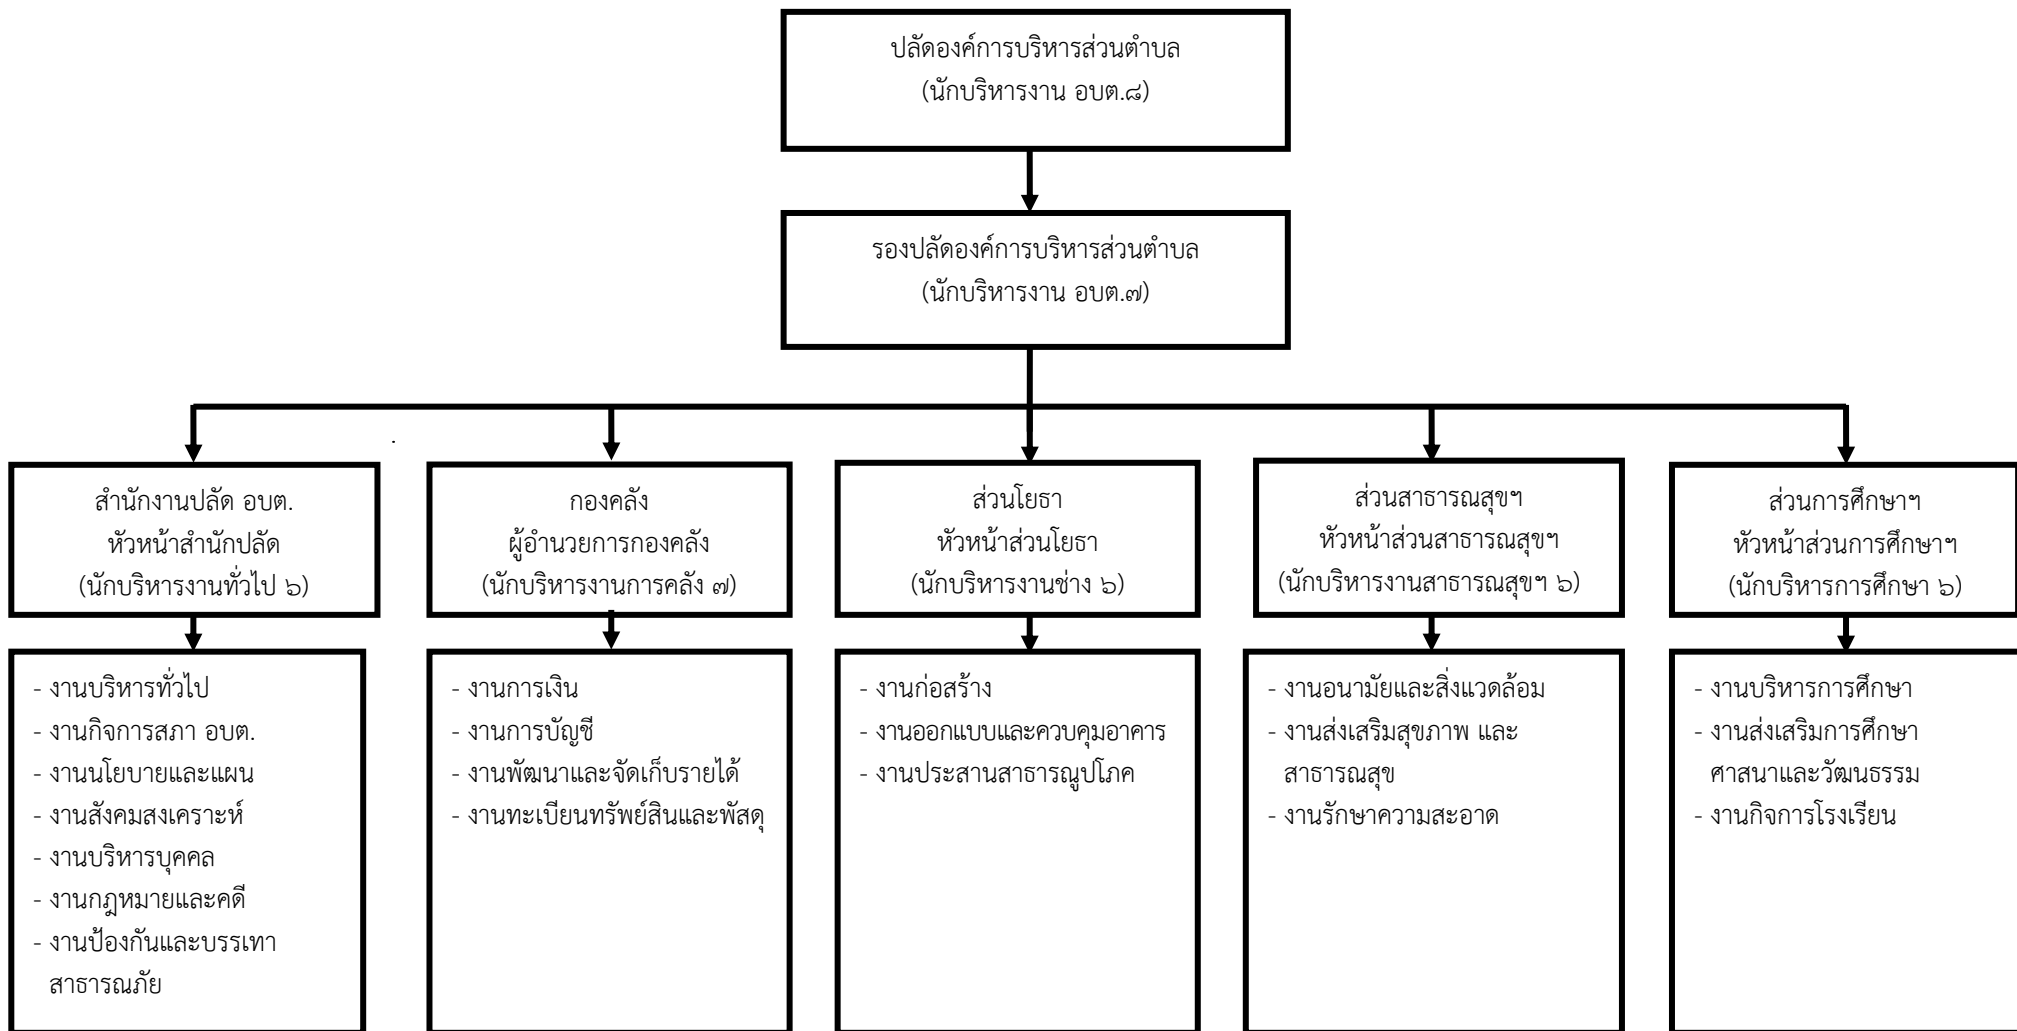 ปลัดองค์การบริหารส่วนตำบล
(นักบริหารงาน อบต.๘)
รองปลัดองค์การบริหารส่วนตำบล
(นักบริหารงาน อบต.๗)
สำนักงานปลัด อบต.
หัวหน้าสำนักปลัด
(นักบริหารงานทั่วไป ๖)
กองคลัง
ผู้อำนวยการกองคลัง
(นักบริหารงานการคลัง ๗)
ส่วนโยธา
หัวหน้าส่วนโยธา
(นักบริหารงานช่าง ๖)
ส่วนสาธารณสุขฯ
หัวหน้าส่วนสาธารณสุขฯ
(นักบริหารงานสาธารณสุขฯ ๖)
ส่วนการศึกษาฯ
หัวหน้าส่วนการศึกษาฯ
(นักบริหารการศึกษา ๖)
- งานบริหารทั่วไป
- งานกิจการสภา อบต.
- งานนโยบายและแผน
- งานสังคมสงเคราะห์
- งานบริหารบุคคล
- งานกฎหมายและคดี
- งานป้องกันและบรรเทา
สาธารณภัย
- งานการเงิน
- งานการบัญชี
- งานพัฒนาและจัดเก็บรายได้
- งานทะเบียนทรัพย์สินและพัสดุ
- งานก่อสร้าง
- งานออกแบบและควบคุมอาคาร
- งานประสานสาธารณูปโภค
- งานอนามัยและสิ่งแวดล้อม
- งานส่งเสริมสุขภาพ และ
สาธารณสุข
- งานรักษาความสะอาด
- งานบริหารการศึกษา
- งานส่งเสริมการศึกษา
ศาสนาและวัฒนธรรม
- งานกิจการโรงเรียน